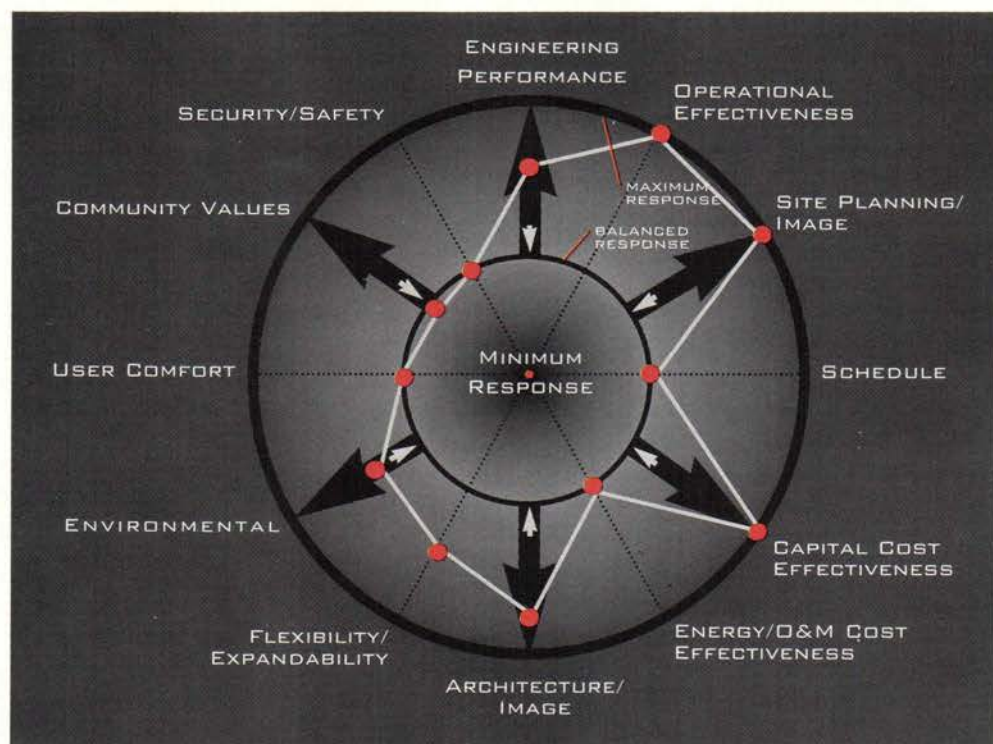 ENGINEERING
PERFORMANCE
OPERATIONAL
EFFECTIVENESS
SECURITY/SAFETY
MAXIMUM
RESPONSE
COMMUNITY VALUES
SITE PLANNING/
IMAGE
BALANCED
RESPONSE
USER COMFORT
MINIMUM
RESPONSE
SCHEDULE
ENVIRONMENTAL
CAPITAL COST
EFFECTIVENESS
FLEXIBILITY/
EXPANDABILITY
ENERGY/O&M COST
EFFECTIVENESS
ARCHITECTURE/
IMAGE